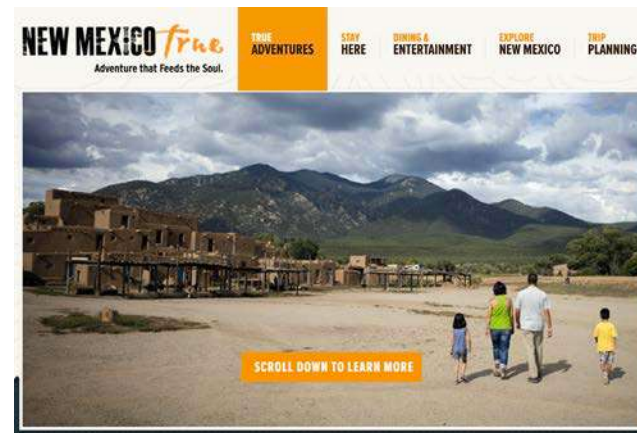 NEW MEXICO True
Adventure that Feeds the Soul.
TRUE
ADVENTURES
STAY
HERE
DINING &
ENTERTAINMENT
EXPLORE
NEW MEXICO
TRIP
PLANNING
SCROLL DOWN TO LEARN MORE